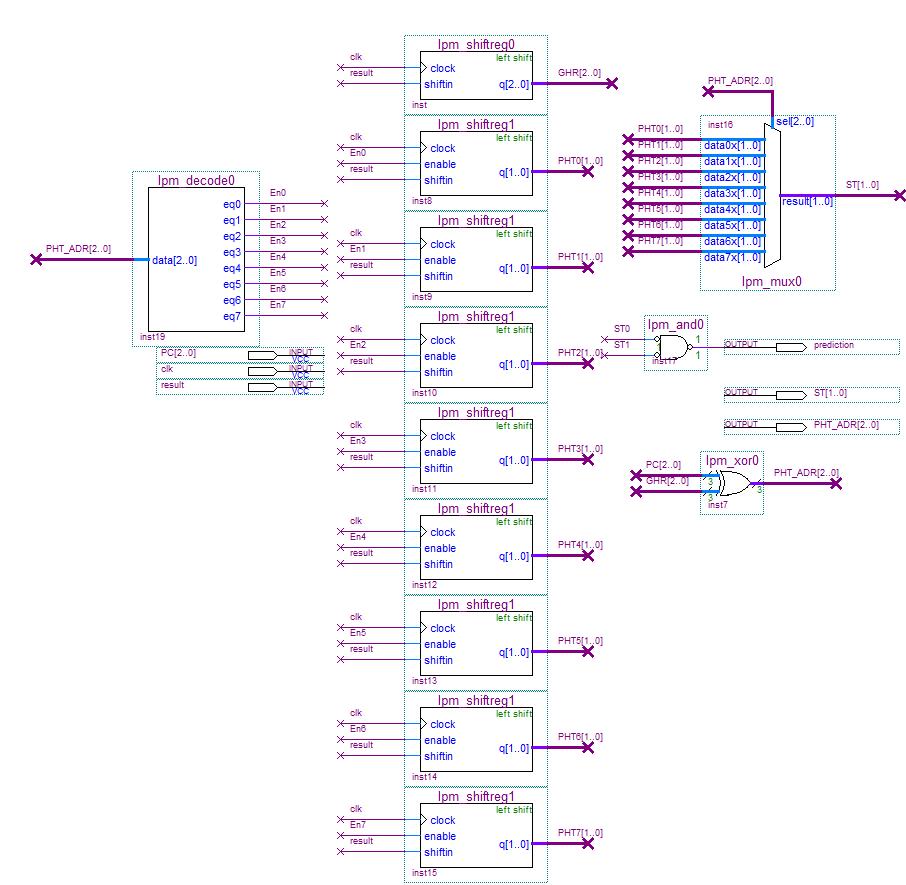 lpm_shiftreg0
left shift
clk
result
clock
shiftin
q[2..0]
GHR[2..0]
inst
lpm_shiftreg1
left shift
clk
En0
result
clock
enable
shiftin
q[1..0]
PHT0[1..0]
inst8
lpm_shiftreg1
left shift
clk
En1
result
clock
enable
shiftin
q[1..0]
PHT1[1..0]
inst9
lpm_shiftreg1
left shift
clk
En2
result
clock
enable
shiftin
q[1..0]
PHT2[1..0]
inst10
lpm_shiftreg1
left shift
clk
En3
result
clock
enable
shiftin
q[1..0]
PHT3[1..0]
inst11
lpm_shiftreg1
left shift
clk
En4
result
clock
enable
shiftin
q[1..0]
PHT4[1..0]
inst12
lpm_shiftreg1
left shift
clk
En5
result
clock
enable
shiftin
q[1..0]
PHT5[1..0]
inst13
lpm_shiftreg1
left shift
clk
En6
result
clock
enable
shiftin
q[1..0]
PHT6[1..0]
inst14
lpm_shiftreg1
left shift
clk
En7
result
clock
enable
shiftin
q[1..0]
PHT7[1..0]
inst15
lpm_decode0
PHT_ADR[2..0]
data[2..0]
eq0
eq1
eq2
eq3
eq4
eq5
eq6
eq7
En0
En1
En2
En3
En4
En5
En6
En7
inst19
PC[2..0]
INPUT
VCC
clk
INPUT
VCC
result
INPUT
VCC
PHT_ADR[2..0]
sel[2..0]
inst16
PHT0[1..0]
PHT1[1..0]
PHT2[1..0]
PHT3[1..0]
PHT4[1..0]
PHT5[1..0]
PHT6[1..0]
PHT7[1..0]
data0x[1..0]
data1x[1..0]
data2x[1..0]
data3x[1..0]
data4x[1..0]
data5x[1..0]
data6x[1..0]
data7x[1..0]
result[1..0]
ST[1..0]
lpm_mux0
lpm_and0
ST0
ST1
1
1
inst17
OUTPUT
prediction
OUTPUT
ST[1..0]
OUTPUT
PHT_ADR[2..0]
lpm_xor0
PC[2..0]
GHR[2..0]
3
3
3
PHT_ADR[2..0]
inst7